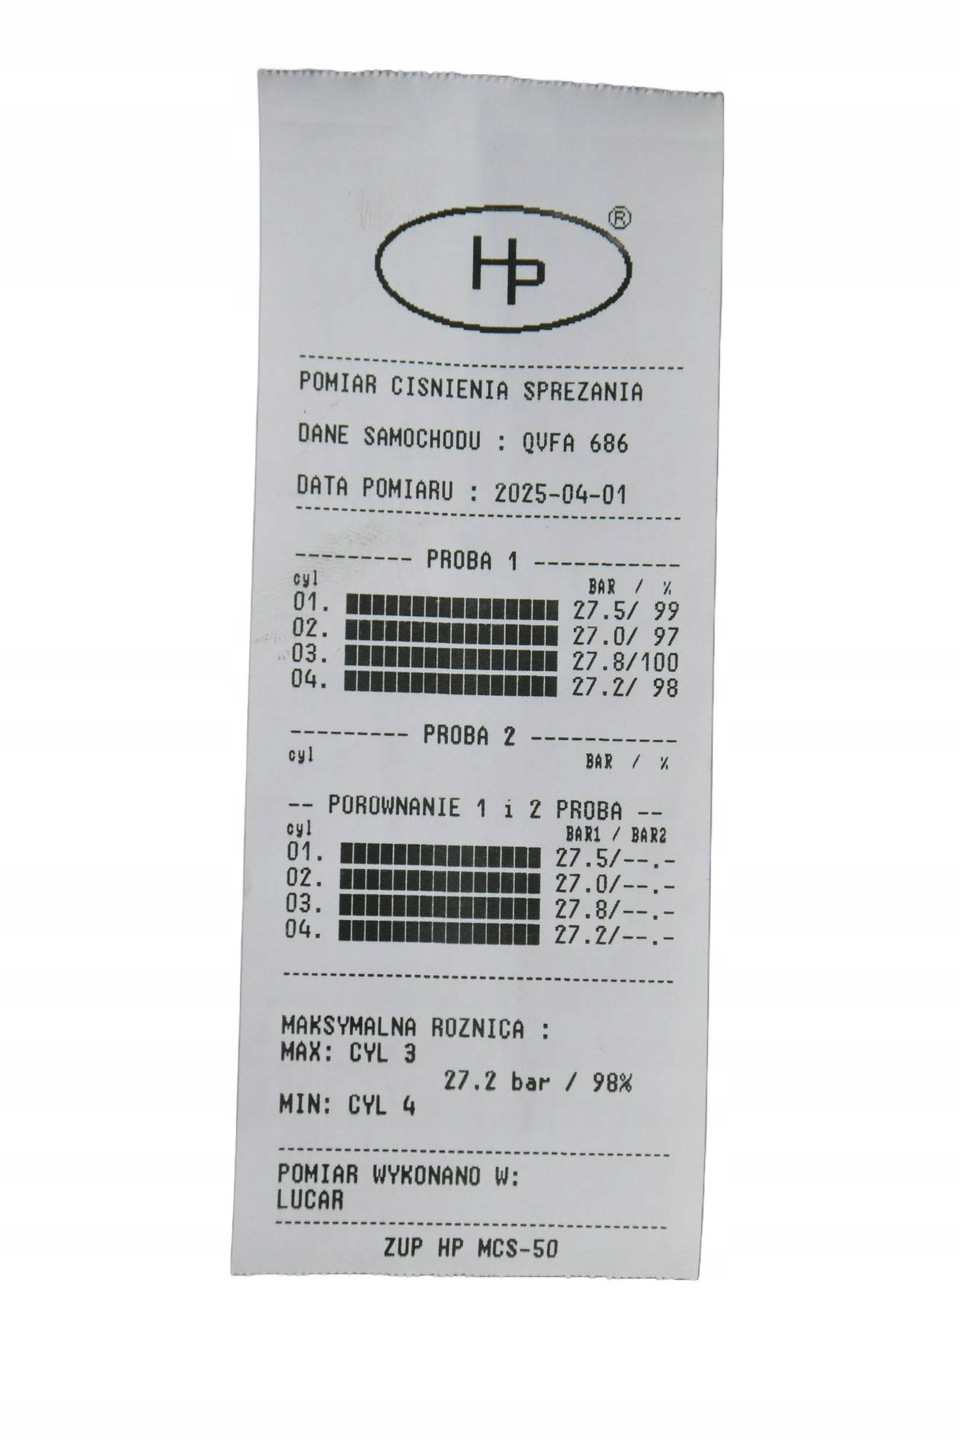 HP ®
POMIAR CISNIENIA SPREZANIA
DANE SAMOCHODU : QVFA 686
DATA POMIARU : 2025-04-01
--------- PROBA 1 -----------
cyl BAR / %
01. 27.5/ 99
02. 27.0/ 97
03. 27.8/100
04. 27.2/ 98
--------- PROBA 2 -----------
cyl BAR / %
-- POROWNANIE 1 i 2 PROBA --
cyl BAR1 / BAR2
01. 27.5/--.-
02. 27.0/--.-
03. 27.8/--.-
04. 27.2/--.-
MAKSYMALNA ROZNICA :
MAX: CYL 3
27.2 bar / 98%
MIN: CYL 4
POMIAR WYKONANO W:
LUCAR
ZUP HP MCS-50